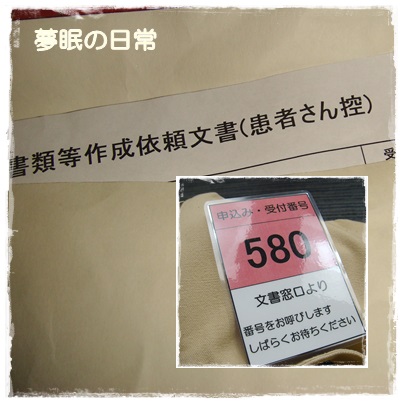 夢眠の日常
書類等作成依頼文書(患者さん控)
受
申込み・受付番号
580
文書窓口より
番号をお呼びします
しばらくお待ちください